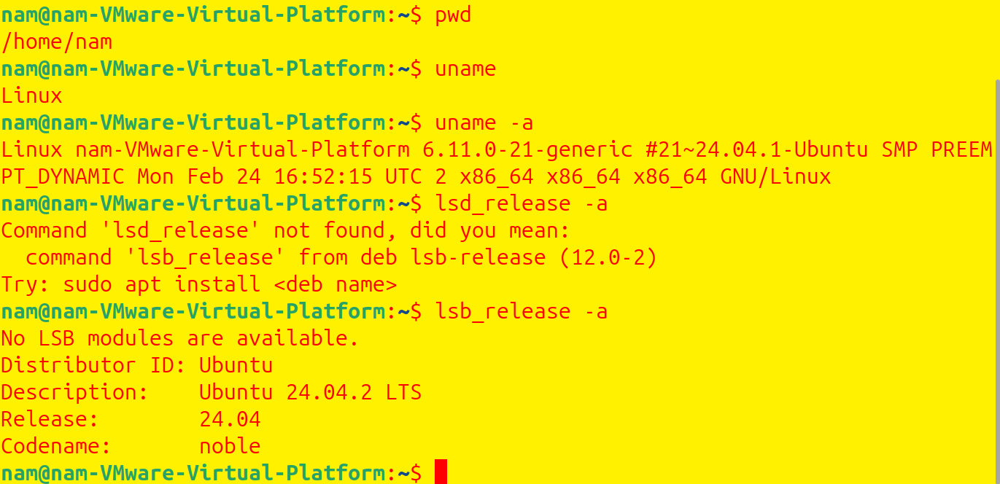 nam@nam-VMware-Virtual-Platform:~$ pwd
/home/nam
nam@nam-VMware-Virtual-Platform:~$ uname
Linux
nam@nam-VMware-Virtual-Platform:~$ uname -a
Linux nam-VMware-Virtual-Platform 6.11.0-21-generic #21~24.04.1-Ubuntu SMP PREEM
PT_DYNAMIC Mon Feb 24 16:52:15 UTC 2 x86_64 x86_64 x86_64 GNU/Linux
nam@nam-VMware-Virtual-Platform:~$ lsd_release -a
Command 'lsd_release' not found, did you mean:
  command 'lsb_release' from deb lsb-release (12.0-2)
Try: sudo apt install <deb name>
nam@nam-VMware-Virtual-Platform:~$ lsb_release -a
No LSB modules are available.
Distributor ID: Ubuntu
Description:    Ubuntu 24.04.2 LTS
Release:        24.04
Codename:       noble
nam@nam-VMware-Virtual-Platform:~$